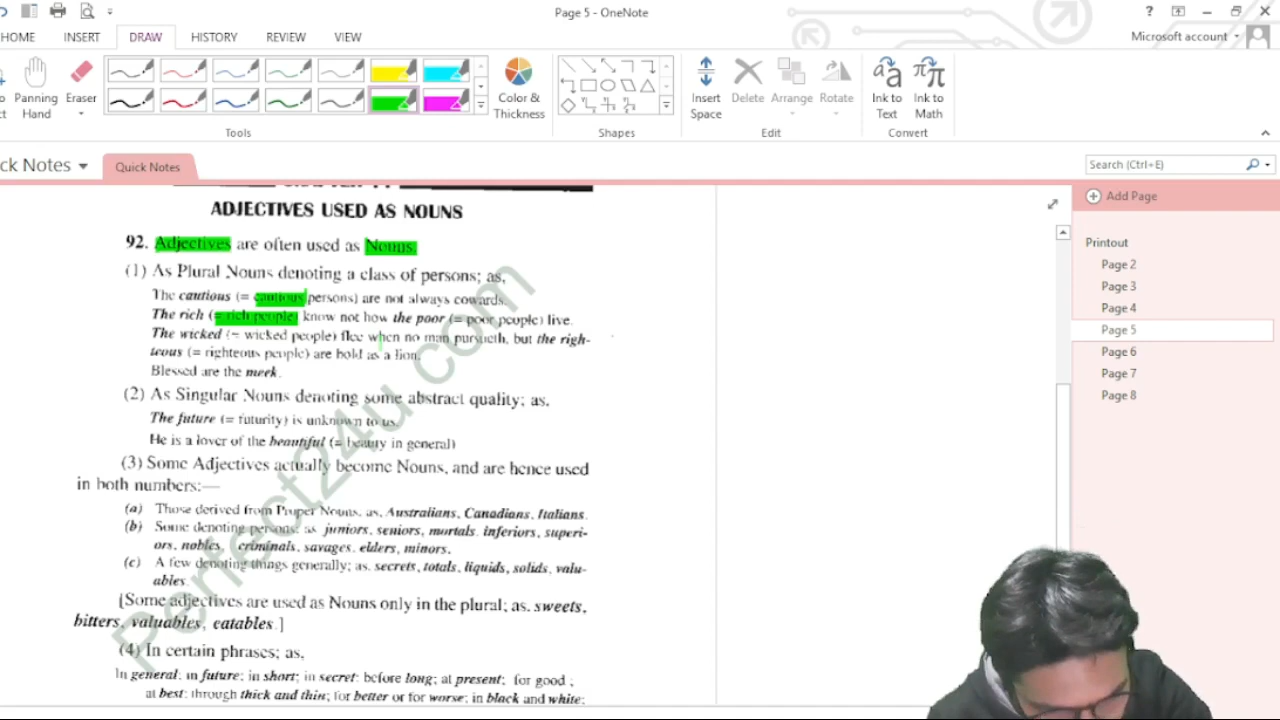 Page 5 - OneNote
?
HOME INSERT DRAW HISTORY REVIEW VIEW
Microsoft account
Panning Hand
Eraser
Color & Thickness
Insert Space
Delete
Arrange
Rotate
Ink to Text
Ink to Math
Tools
Shapes
Edit
Convert
ck Notes
Quick Notes
Search (Ctrl+E)
Add Page
Printout
Page 2
Page 3
Page 4
Page 5
Page 6
Page 7
Page 8
ADJECTIVES USED AS NOUNS
92. Adjectives are often used as Nouns.
(1) As Plural Nouns denoting a class of persons; as,
The cautious (= cautious persons) are not always cowards.
The rich (= rich people) know not how the poor (= poor people) live.
The wicked (= wicked people) flee when no man pursueth, but the righ-
teous (= righteous people) are bold as a lion.
Blessed are the meek.
(2) As Singular Nouns denoting some abstract quality; as,
The future (= futurity) is unknown to us.
He is a lover of the beautiful (= beauty in general)
(3) Some Adjectives actually become Nouns, and are hence used
in both numbers:—
(a) Those derived from Proper Nouns, as, Australians, Canadians, Italians.
(b) Some denoting persons; as juniors, seniors, mortals, inferiors, superi-
ors, nobles, criminals, savages, elders, minors.
(c) A few denoting things generally; as. secrets, totals, liquids, solids, valu-
ables.
[Some adjectives are used as Nouns only in the plural; as, sweets,
bitters, valuables, eatables.]
(4) In certain phrases; as,
In general; in future; in short; in secret; before long; at present; for good;
at best; through thick and thin; for better or for worse; in black and white;
Perfect24u.com